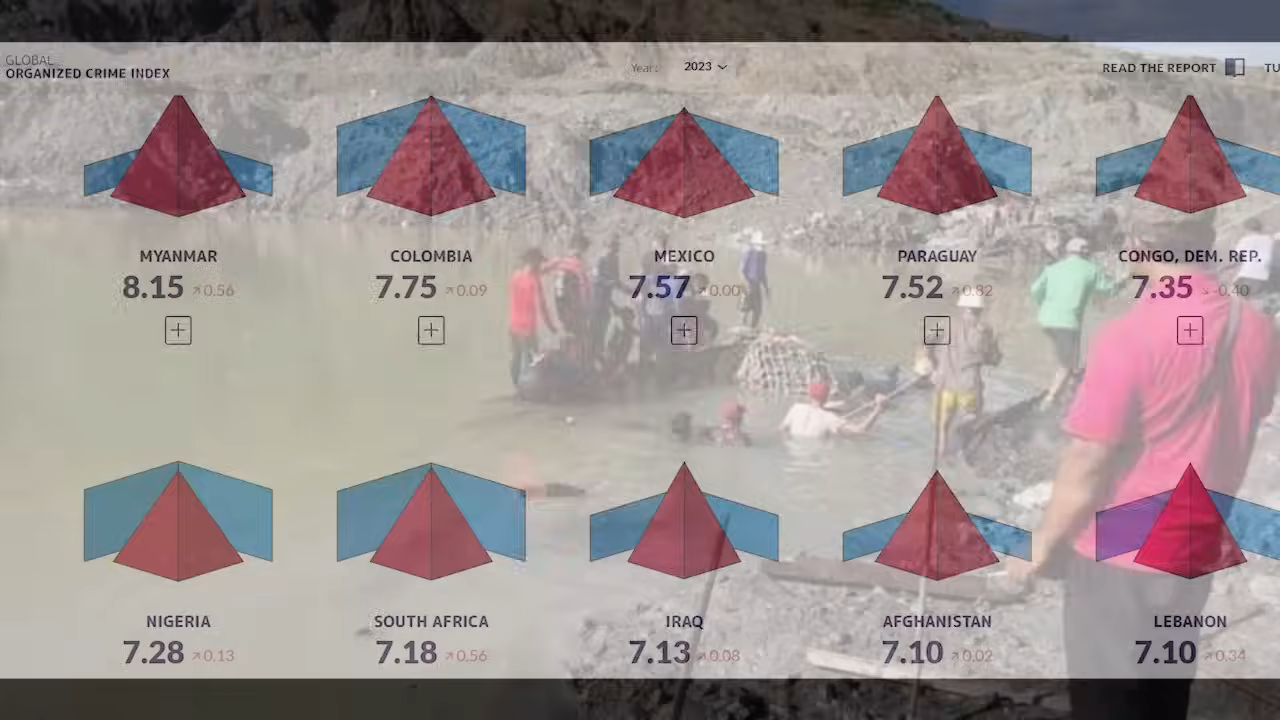 GLOBAL
ORGANIZED CRIME INDEX
Year: 2023
READ THE REPORT
TU
MYANMAR
8.15 0.56
COLOMBIA
7.75 0.09
MEXICO
7.57 0.00
PARAGUAY
7.52 0.82
CONGO, DEM. REP.
7.35 -0.40
NIGERIA
7.28 0.13
SOUTH AFRICA
7.18 0.56
IRAQ
7.13 0.08
AFGHANISTAN
7.10 0.02
LEBANON
7.10 0.34